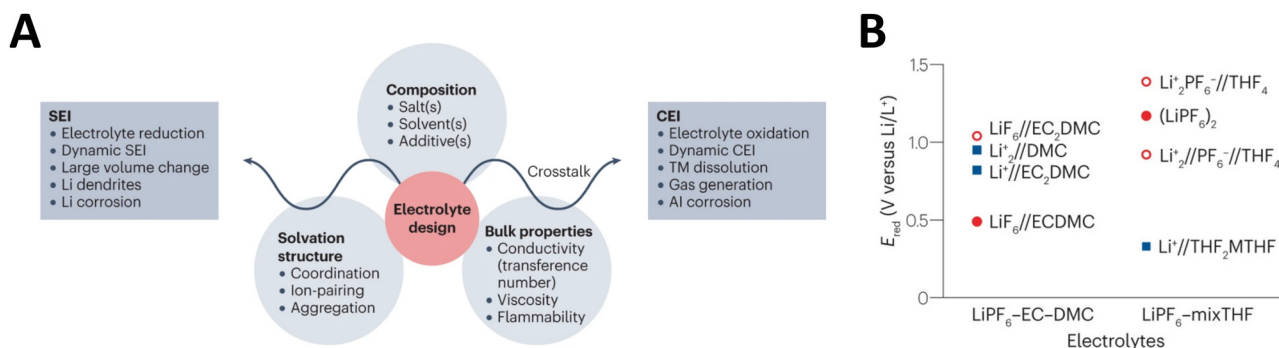 A
SEI
• Electrolyte reduction
• Dynamic SEI
• Large volume change
• Li dendrites
• Li corrosion
Composition
• Salt(s)
• Solvent(s)
• Additive(s)
Electrolyte
design
Solvation
structure
• Coordination
• Ion-pairing
• Aggregation
Bulk properties
• Conductivity
(transference
number)
• Viscosity
• Flammability
Crosstalk
CEI
• Electrolyte oxidation
• Dynamic CEI
• TM dissolution
• Gas generation
• Al corrosion
B
E_red (V versus Li/L⁺)
1.5
1.0
0.5
0
LiF₆//EC₂DMC
Li⁺₂//DMC
Li⁺//EC₂DMC
LiF₆//ECDMC
Li⁺₂PF₆⁻//THF₄
(LiPF₆)₂
Li⁺₂//PF₆⁻//THF₄
Li⁺//THF₂MTHF
LiPF₆–EC–DMC
LiPF₆–mixTHF
Electrolytes